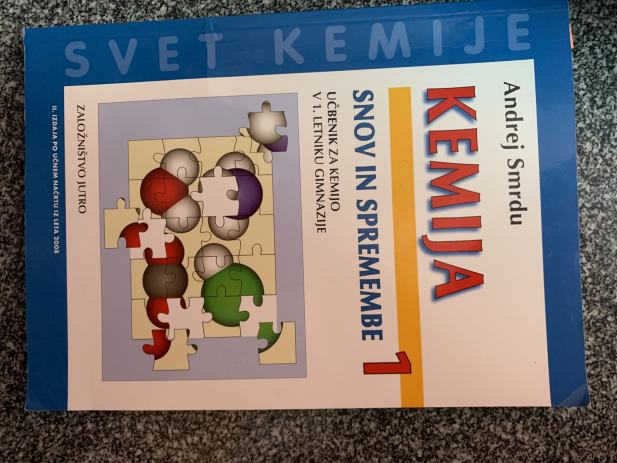 SVET KEMIJE
Andrej Smrdu
KEMIJA
SNOV IN SPREMEMBE 1
UČBENIK ZA KEMIJO
V 1. LETNIKU GIMNAZIJE
ZALOŽNIŠTVO JUTRO
II. IZDAJA PO UČNEM NAČRTU IZ LETA 2008